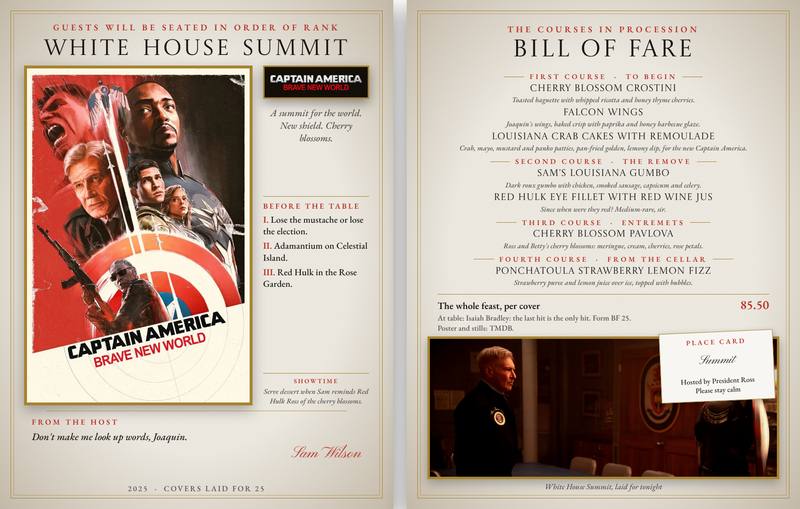 GUESTS WILL BE SEATED IN ORDER OF RANK
WHITE HOUSE SUMMIT
CAPTAIN AMERICA
BRAVE NEW WORLD
CAPTAIN AMERICA
BRAVE NEW WORLD
A summit for the world.
New shield. Cherry
blossoms.
BEFORE THE TABLE
I. Lose the mustache or lose
the election.
II. Adamantium on Celestial
Island.
III. Red Hulk in the Rose
Garden.
SHOWTIME
Serve dessert when Sam reminds Red
Hulk Ross of the cherry blossoms.
FROM THE HOST
Don't make me look up words, Joaquin.
Sam Wilson
2025 · COVERS LAID FOR 25
THE COURSES IN PROCESSION
BILL OF FARE
FIRST COURSE · TO BEGIN
CHERRY BLOSSOM CROSTINI
Toasted baguette with whipped ricotta and honey thyme cherries.
FALCON WINGS
Joaquin's wings, baked crisp with paprika and honey barbecue glaze.
LOUISIANA CRAB CAKES WITH REMOULADE
Crab, mayo, mustard and panko patties, pan-fried golden, lemony dip, for the new Captain America.
SECOND COURSE · THE REMOVE
SAM'S LOUISIANA GUMBO
Dark roux gumbo with chicken, smoked sausage, capsicum and celery.
RED HULK EYE FILLET WITH RED WINE JUS
Since when were they red? Medium-rare, sir.
THIRD COURSE · ENTREMETS
CHERRY BLOSSOM PAVLOVA
Ross and Betty's cherry blossoms: meringue, cream, cherries, rose petals.
FOURTH COURSE · FROM THE CELLAR
PONCHATOULA STRAWBERRY LEMON FIZZ
Strawberry puree and lemon juice over ice, topped with bubbles.
The whole feast, per cover 85.50
At table: Isaiah Bradley: the last hit is the only hit. Form BF 25.
Poster and stills: TMDB.
PLACE CARD
Summit
Hosted by President Ross
Please stay calm
White House Summit, laid for tonight